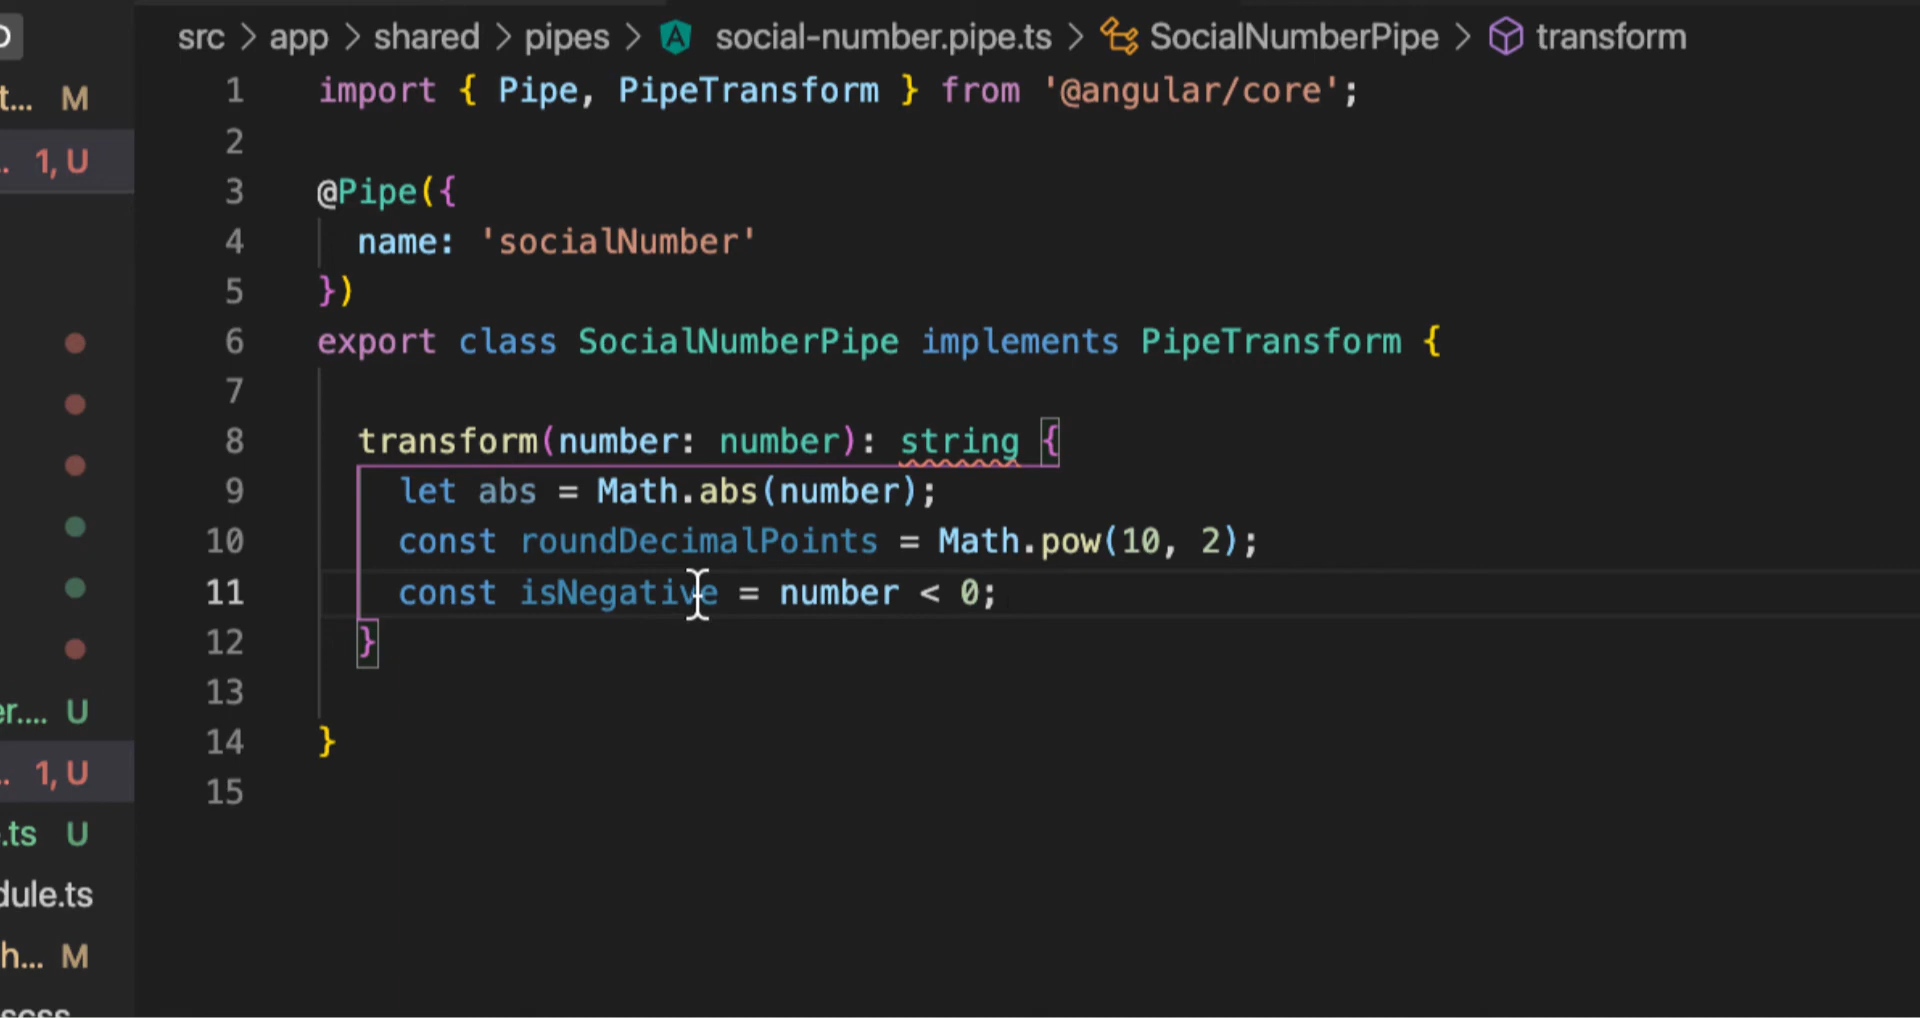 src > app > shared > pipes > social-number.pipe.ts > SocialNumberPipe > transform
t... M
1, U
er.... U
1, U
.ts U
dule.ts
h... M
1 import { Pipe, PipeTransform } from '@angular/core';
2
3 @Pipe({
4 name: 'socialNumber'
5 })
6 export class SocialNumberPipe implements PipeTransform {
7
8 transform(number: number): string {
9 let abs = Math.abs(number);
10 const roundDecimalPoints = Math.pow(10, 2);
11 const isNegative = number < 0;
12 }
13
14 }
15